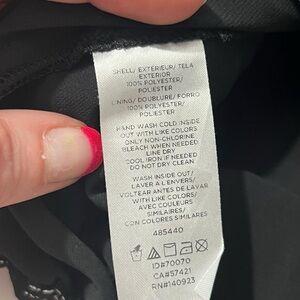 SHELL/ EXTERIEUR/ TELA
EXTERIOR
100% POLYESTER/
POLIESTER
LINING/ DOUBLURE/ FORRO
100% POLYESTER/
POLIESTER
HAND WASH COLD INSIDE
OUT WITH LIKE COLORS
ONLY NON-CHLORINE
BLEACH WHEN NEEDED
LINE DRY
COOL IRON IF NEEDED
DO NOT DRY CLEAN
WASH INSIDE OUT/
LAVER A L'ENVERS/
VOLTEAR ANTES DE LAVAR
WITH LIKE COLORS/
AVEC COULEURS
SIMILAIRES/
CON COLORES SIMILARES
485440
ID#70070
CA#57421
RN#140923